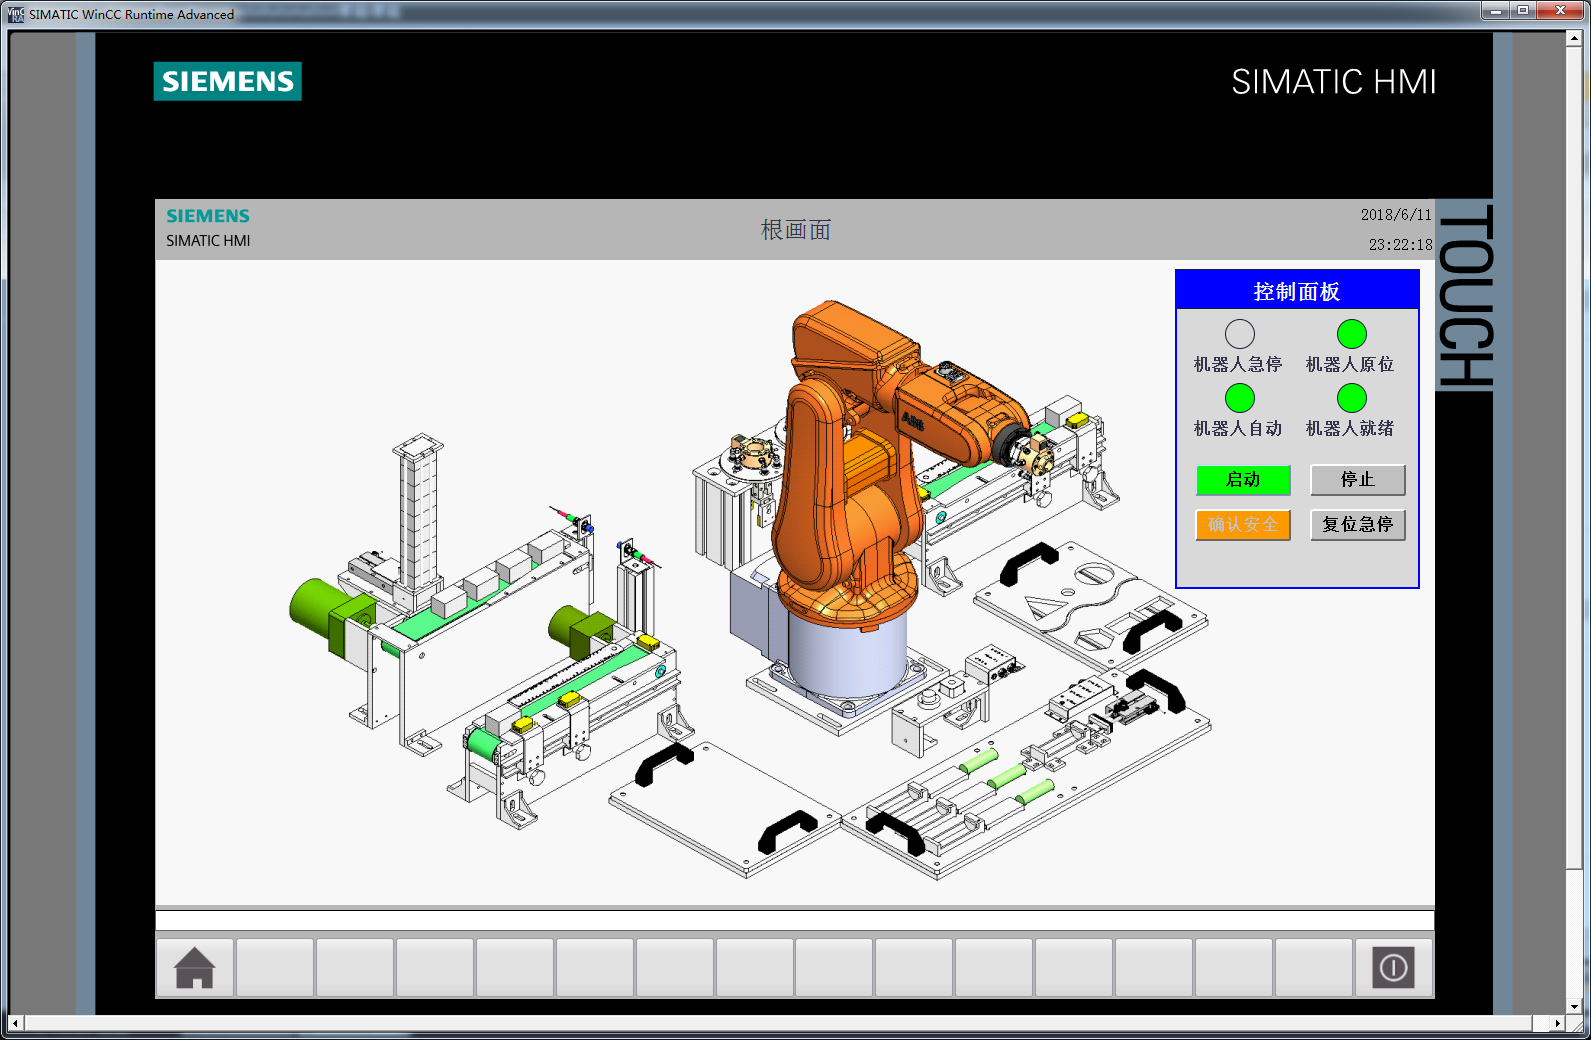 SIMATIC WinCC Runtime Advanced
SIEMENS
SIMATIC HMI
SIEMENS
SIMATIC HMI
根画面
2018/6/11
23:22:18
TOUCH
控制面板
机器人急停
机器人原位
机器人自动
机器人就绪
启动
停止
确认安全
复位急停
ABB